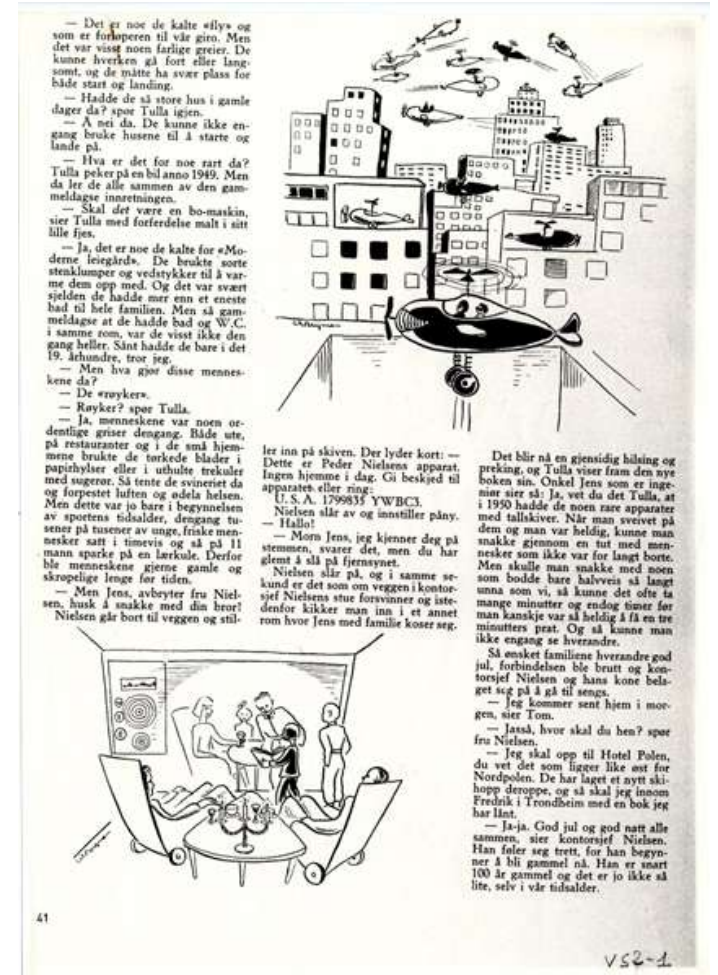 — Det er noe de kalte «fly» og
som er forløperen til vår giro. Men
det var visst noen farlige greier. De
kunne hverken gå fort eller lang-
somt, og de måtte ha svær plass for
både start og landing.
— Hadde de så store hus i gamle
dager da? spør Tulla igjen.
— Å nei da. De kunne ikke en-
gang bruke husene til å starte og
lande på.
— Hva er det for noe rart da?
Tulla peker på en bil anno 1949. Men
da ler de alle sammen av den gam-
meldagse innretningen.
— Skal det være en bo-maskin,
sier Tulla med forferdelse malt i sitt
lille fjes.
— Ja, det er noe de kalte for «Mo-
derne leiegård». De brukte sorte
stenklumper og vedstykker til å var-
me dem opp med. Og det var svært
sjelden de hadde mer enn et eneste
bad til hele familien. Men så gam-
meldagse at de hadde bad og W.C.
i samme rom, var de visst ikke den
gang heller. Sånt hadde de bare i det
19. århundre, tror jeg.
— Men hva gjør disse mennes-
kene da?
— De «røyker».
— Røyker? spør Tulla.
— Ja, menneskene var noen or-
dentlige griser dengang. Både ute,
på restauranter og i de små hjem-
mene brukte de tørkede blader i
papirhylser eller i uthulte trekuler
med sugerør. Så tente de svineriet da
og forpestet luften og ødela helsen.
Men dette var jo bare i begynnelsen
av sportens tidsalder, dengang tu-
sener på tusener av unge, friske men-
nesker satt i timevis og så på 11
mann sparke på en lærkule. Derfor
ble menneskene gjerne gamle og
skrøpelige lenge før tiden.
— Men Jens, avbryter fru Niel-
sen, husk å snakke med din bror!
Nielsen går bort til veggen og stil-
ler inn på skiven. Der lyder kort: —
Dette er Peder Nielsens apparat.
Ingen hjemme i dag. Gi beskjed til
apparatet eller ring:
U. S. A. 1799835 YWBC3.
Nielsen slår av og innstiller påny.
— Hallo!
— Morn Jens, jeg kjenner deg på
stemmen, svarer det, men du har
glemt å slå på fjernsynet.
Nielsen slår på, og i samme se-
kund er det som om veggen i kontor-
sjef Nielsens stue forsvinner og iste-
denfor kikker man inn i et annet
rom hvor Jens med familie koser seg.
Det blir nå en gjensidig hilsing og
preking, og Tulla viser fram den nye
boken sin. Onkel Jens som er inge-
niør sier så: Ja, vet du det Tulla, at
i 1950 hadde de noen rare apparater
med tallskiver. Når man sveivet på
dem og man var heldig, kunne man
snakke gjennom en tut med men-
nesker som ikke var for langt borte.
Men skulle man snakke med noen
som bodde bare halvveis så langt
unna som vi, så kunne det ofte ta
mange minutter og endog timer før
man kanskje var så heldig å få en tre
minutters prat. Og så kunne man
ikke engang se hverandre.
Så ønsket familiene hverandre god
jul, forbindelsen ble brutt og kon-
torsjef Nielsen og hans kone bela-
get seg på å gå til sengs.
— Jeg kommer sent hjem i mor-
gen, sier Tom.
— Jasså, hvor skal du hen? spør
fru Nielsen.
— Jeg skal opp til Hotel Polen,
du vet det som ligger like øst for
Nordpolen. De har laget et nytt ski-
hopp deroppe, og så skal jeg innom
Fredrik i Trondheim med en bok jeg
har lånt.
— Ja-ja. God jul og god natt alle
sammen, sier kontorsjef Nielsen.
Han føler seg trett, for han begyn-
ner å bli gammel nå. Han er snart
100 år gammel og det er jo ikke så
lite, selv i vår tidsalder.
41
VS2-1